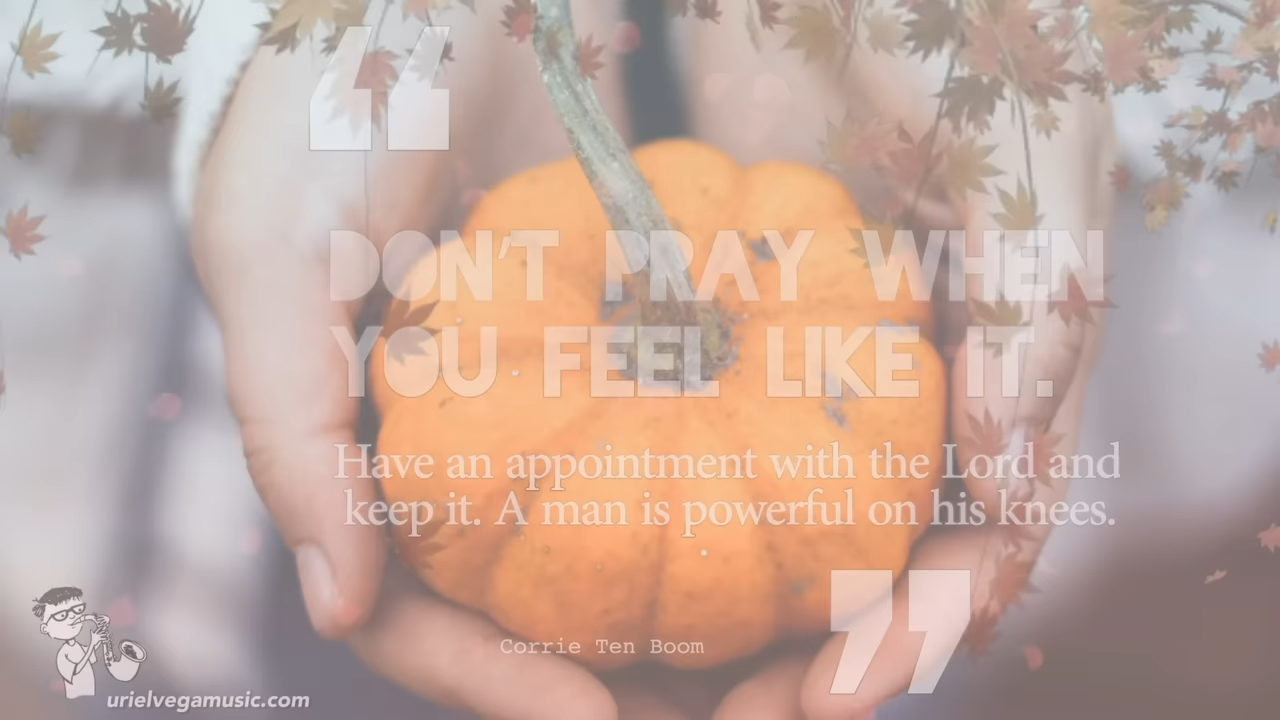 “
DON'T PRAY WHEN
YOU FEEL LIKE IT.
Have an appointment with the Lord and
keep it. A man is powerful on his knees.
”
Corrie Ten Boom
urielvegamusic.com